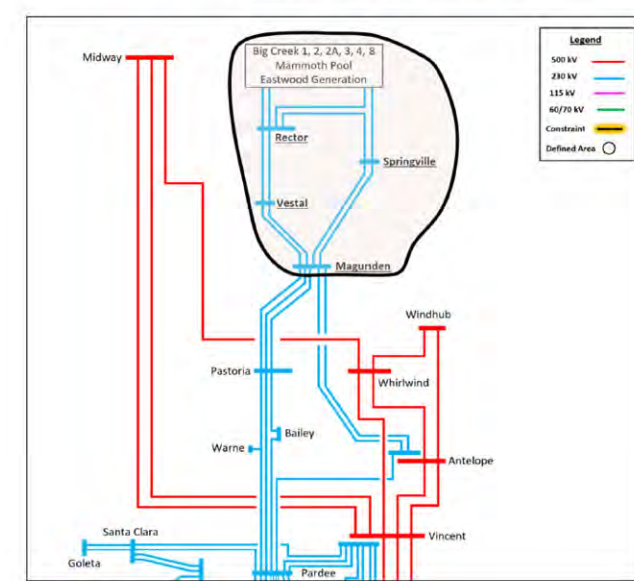 Midway
Big Creek 1, 2, 2A, 3, 4, 8
Mammoth Pool
Eastwood Generation
Legend
500 kV
230 kV
115 kV
60/70 kV
Constraint
Defined Area
Rector
Springville
Vestal
Magunden
Windhub
Pastoria
Whirlwind
Bailey
Warne
Antelope
Santa Clara
Vincent
Goleta
Pardee